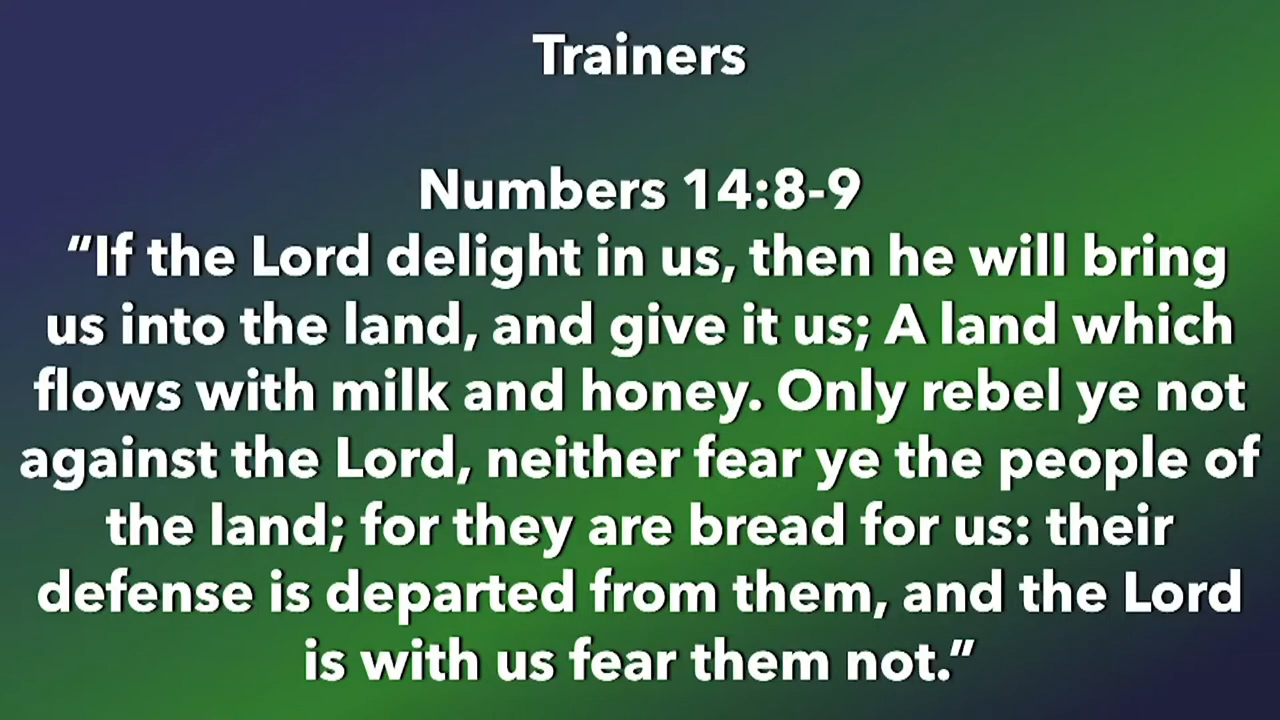 Trainers
Numbers 14:8-9
“If the Lord delight in us, then he will bring
us into the land, and give it us; A land which
flows with milk and honey. Only rebel ye not
against the Lord, neither fear ye the people of
the land; for they are bread for us: their
defense is departed from them, and the Lord
is with us fear them not.”